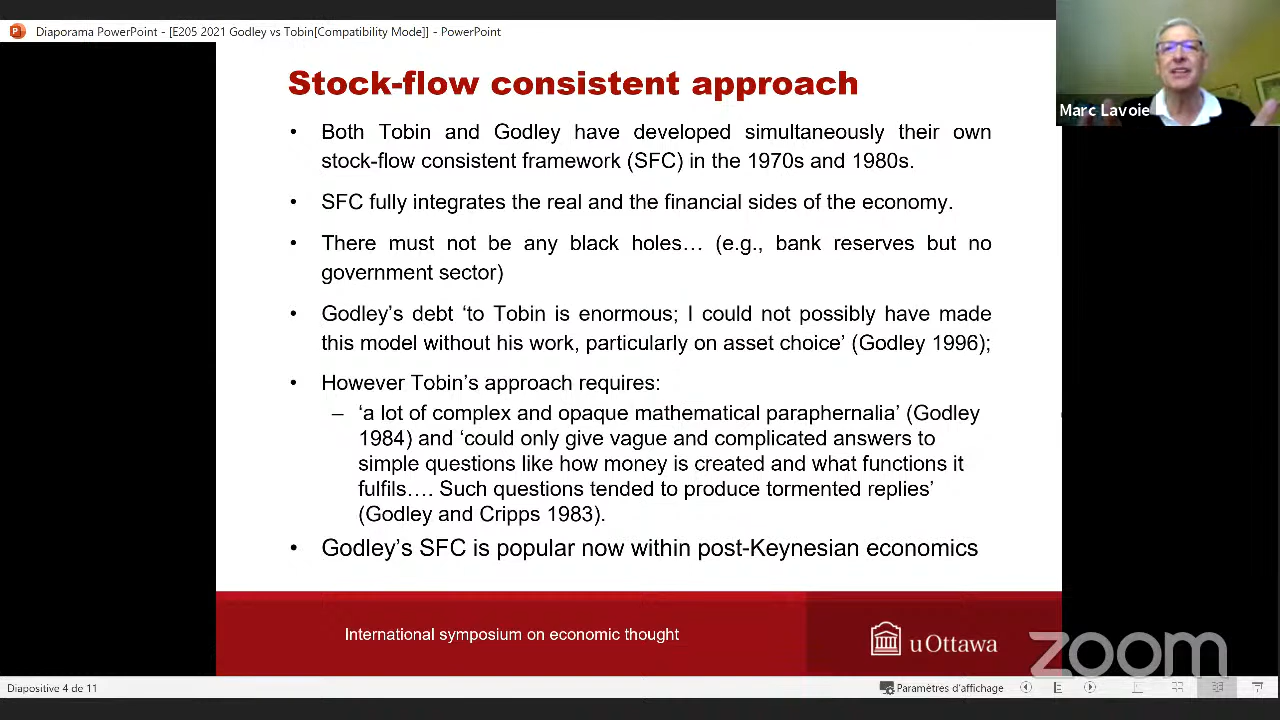 Diaporama PowerPoint - [E205 2021 Godley vs Tobin[Compatibility Mode]] - PowerPoint
Stock-flow consistent approach
Marc Lavoie
• Both Tobin and Godley have developed simultaneously their own
stock-flow consistent framework (SFC) in the 1970s and 1980s.
• SFC fully integrates the real and the financial sides of the economy.
• There must not be any black holes… (e.g., bank reserves but no
government sector)
• Godley’s debt ‘to Tobin is enormous; I could not possibly have made
this model without his work, particularly on asset choice’ (Godley 1996);
• However Tobin’s approach requires:
– ‘a lot of complex and opaque mathematical paraphernalia’ (Godley
1984) and ‘could only give vague and complicated answers to
simple questions like how money is created and what functions it
fulfils…. Such questions tended to produce tormented replies’
(Godley and Cripps 1983).
• Godley’s SFC is popular now within post-Keynesian economics
International symposium on economic thought
uOttawa
zoom
Diapositive 4 de 11
Paramètres d'affichage